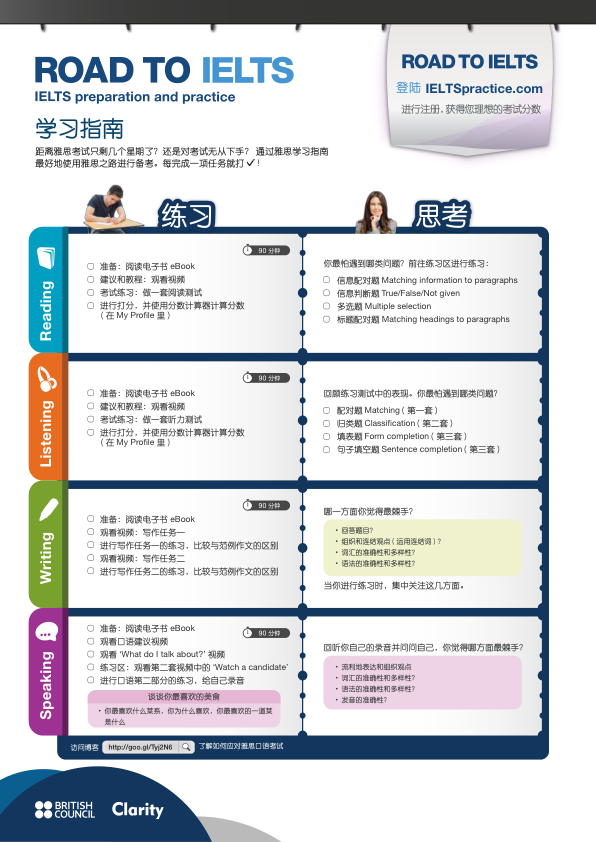 ROAD TO IELTS
IELTS preparation and practice
ROAD TO IELTS
登陆 IELTSpractice.com
进行注册，获得您理想的考试分数
学习指南
距离雅思考试只剩几个星期了？还是对考试无从下手？ 通过雅思学习指南
最好地使用雅思之路进行备考。每完成一项任务就打✓！
练习
思考
Reading
90 分钟
准备：阅读电子书 eBook
建议和教程：观看视频
考试练习：做一套阅读测试
进行打分，并使用分数计算器计算分数
（在 My Profile 里）
你最怕遇到哪类问题？前往练习区进行练习：
信息配对题 Matching information to paragraphs
信息判断题 True/False/Not given
多选题 Multiple selection
标题配对题 Matching headings to paragraphs
Listening
90 分钟
准备：阅读电子书 eBook
建议和教程：观看视频
考试练习：做一套听力测试
进行打分，并使用分数计算器计算分数
（在 My Profile 里）
回顾练习测试中的表现。你最怕遇到哪类问题？
配对题 Matching（第一套）
归类题 Classification（第二套）
填表题 Form completion（第三套）
句子填空题 Sentence completion（第三套）
Writing
90 分钟
准备：阅读电子书 eBook
观看视频：写作任务一
进行写作任务一的练习，比较与范例作文的区别
观看视频：写作任务二
进行写作任务二的练习，比较与范例作文的区别
哪一方面你觉得最棘手？
• 回答题目？
• 组织和连结观点（运用连结词）？
• 词汇的准确性和多样性？
• 语法的准确性和多样性？
当你进行练习时，集中关注这几方面。
Speaking
90 分钟
准备：阅读电子书 eBook
观看口语建议视频
观看 ‘What do I talk about?’ 视频
练习区：观看第二套视频中的 ‘Watch a candidate’
进行口语第二部分的练习，给自己录音
谈谈你最喜欢的美食
• 你最喜欢什么菜系，你为什么喜欢，你最喜欢的一道菜
是什么
回听你自己的录音并问问自己，你觉得哪方面最棘手？
• 流利地表达和组织观点
• 词汇的准确性和多样性？
• 语法的准确性和多样性？
• 发音的准确性？
访问博客 http://goo.gl/Tyj2N6 了解如何应对雅思口语考试
BRITISH
COUNCIL
Clarity